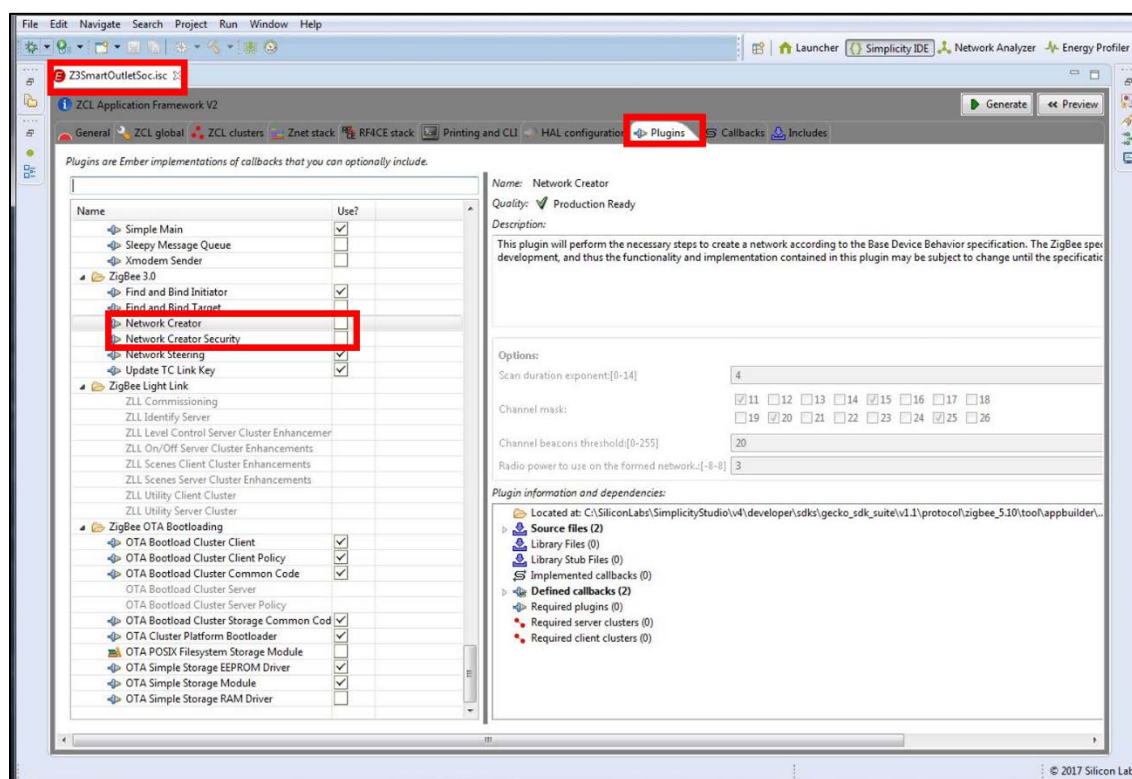 File Edit Navigate Search Project Run Window Help
Launcher Simplicity IDE Network Analyzer Energy Profiler
Z3SmartOutletSoc.isc
ZCL Application Framework V2 Generate Preview
General ZCL global ZCL clusters Znet stack RF4CE stack Printing and CLI HAL configuration Plugins Callbacks Includes
Plugins are Ember implementations of callbacks that you can optionally include.
Name Use?
Simple Main
Sleepy Message Queue
Xmodem Sender
ZigBee 3.0
Find and Bind Initiator
Find and Bind Target
Network Creator
Network Creator Security
Network Steering
Update TC Link Key
ZigBee Light Link
ZLL Commissioning
ZLL Identify Server
ZLL Level Control Server Cluster Enhancemer
ZLL On/Off Server Cluster Enhancements
ZLL Scenes Client Cluster Enhancements
ZLL Scenes Server Cluster Enhancements
ZLL Utility Client Cluster
ZLL Utility Server Cluster
ZigBee OTA Bootloading
OTA Bootload Cluster Client
OTA Bootload Cluster Client Policy
OTA Bootload Cluster Common Code
OTA Bootload Cluster Server
OTA Bootload Cluster Server Policy
OTA Bootload Cluster Storage Common Cod
OTA Cluster Platform Bootloader
OTA POSIX Filesystem Storage Module
OTA Simple Storage EEPROM Driver
OTA Simple Storage Module
OTA Simple Storage RAM Driver
Name: Network Creator
Quality: Production Ready
Description:
This plugin will perform the necessary steps to create a network according to the Base Device Behavior specification. The ZigBee spec
development, and thus the functionality and implementation contained in this plugin may be subject to change until the specificatic
Options:
Scan duration exponent:[0-14] 4
Channel mask: 11 12 13 14 15 16 17 18
19 20 21 22 23 24 25 26
Channel beacons threshold:[0-255] 20
Radio power to use on the formed network.:[-8-8] 3
Plugin information and dependencies:
Located at: C:\SiliconLabs\SimplicityStudio\v4\developer\sdks\gecko_sdk_suite\v1.1\protocol\zigbee_5.10\tool\appbuilder\...
Source files (2)
Library Files (0)
Library Stub Files (0)
Implemented callbacks (0)
Defined callbacks (2)
Required plugins (0)
Required server clusters (0)
Required client clusters (0)
© 2017 Silicon Lab